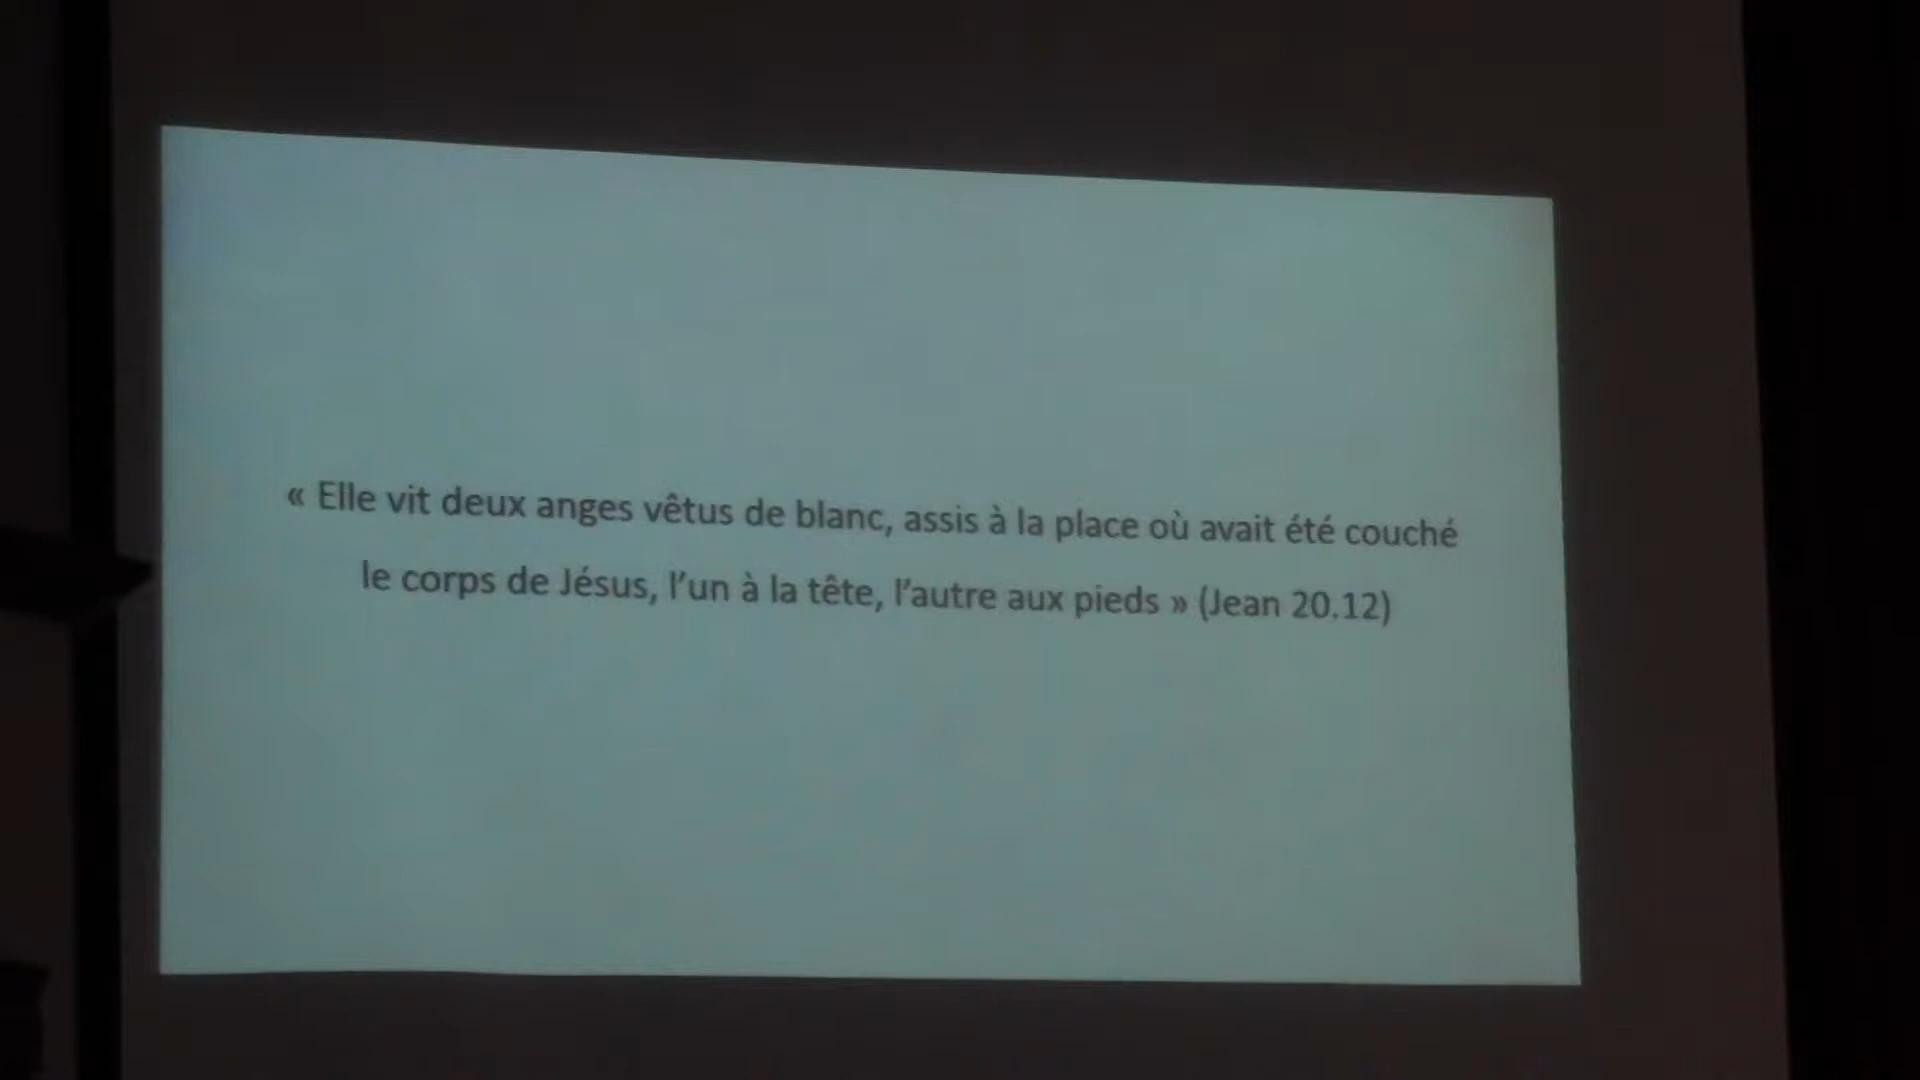 « Elle vit deux anges vêtus de blanc, assis à la place où avait été couché
le corps de Jésus, l’un à la tête, l’autre aux pieds » (Jean 20.12)